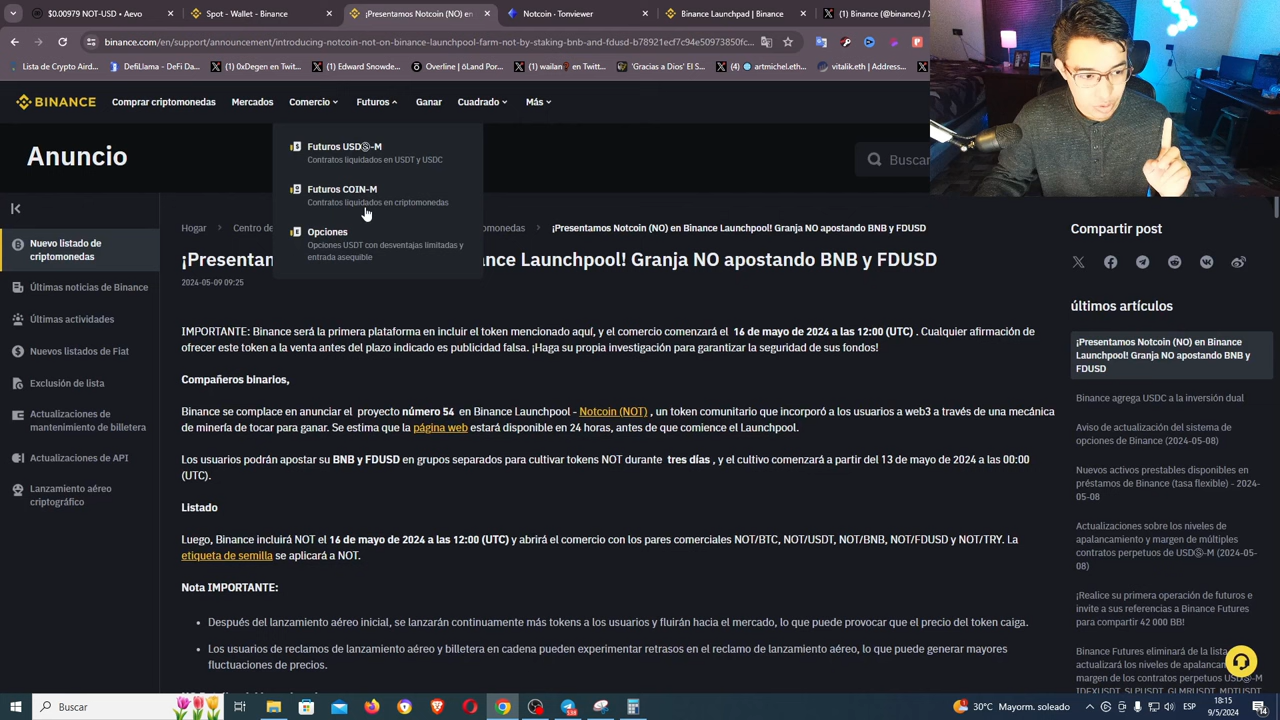 0.00925 NOT-USD - Aevo
Spot - Wallet - Binance
¡Presentamos Notcoin (NO) en
Notcoin · Tonviewer
Binance Launchpad | Binance
(1) Binance (@binance) / X
binance.com/en/support/announcement/introducing-notcoin-not-on-binance-launchpool-farm-not-by-staking-bnb-and-fdusd-b78921ecf7c94e50973850fc...
Lista de Crypto Aird...
DefiLlama - DeFi Da...
(1) 0xDegen en Twitt...
(1) Edward Snowde...
Overline | ōLand Por...
(1) wailan en Twitt...
'Gracias a Dios' El S...
(4) artmichel.eth en...
vitalik.eth | Address...
BINANCE
Comprar criptomonedas
Mercados
Comercio
Futuros
Ganar
Cuadrado
Más
Futuros USDⓈ-M
Contratos liquidados en USDT y USDC
Futuros COIN-M
Contratos liquidados en criptomonedas
Opciones
Opciones USDT con desventajas limitadas y
entrada asequible
Anuncio
Buscar
Nuevo listado de
criptomonedas
Últimas noticias de Binance
Últimas actividades
Nuevos listados de Fiat
Exclusión de lista
Actualizaciones de
mantenimiento de billetera
Actualizaciones de API
Lanzamiento aéreo
criptográfico
Hogar
Centro de
omonedas
¡Presentamos Notcoin (NO) en Binance Launchpool! Granja NO apostando BNB y FDUSD
¡Presen
nce Launchpool! Granja NO apostando BNB y FDUSD
2024-05-09 09:25
IMPORTANTE: Binance será la primera plataforma en incluir el token mencionado aquí, y el comercio comenzará el 16 de mayo de 2024 a las 12:00 (UTC) . Cualquier afirmación de
ofrecer este token a la venta antes del plazo indicado es publicidad falsa. ¡Haga su propia investigación para garantizar la seguridad de sus fondos!
Compañeros binarios,
Binance se complace en anunciar el proyecto número 54 en Binance Launchpool - Notcoin (NOT) , un token comunitario que incorporó a los usuarios a web3 a través de una mecánica
de minería de tocar para ganar. Se estima que la página web estará disponible en 24 horas, antes de que comience el Launchpool.
Los usuarios podrán apostar su BNB y FDUSD en grupos separados para cultivar tokens NOT durante tres días , y el cultivo comenzará a partir del 13 de mayo de 2024 a las 00:00
(UTC).
Listado
Luego, Binance incluirá NOT el 16 de mayo de 2024 a las 12:00 (UTC) y abrirá el comercio con los pares comerciales NOT/BTC, NOT/USDT, NOT/BNB, NOT/FDUSD y NOT/TRY. La
etiqueta de semilla se aplicará a NOT.
Nota IMPORTANTE:
• Después del lanzamiento aéreo inicial, se lanzarán continuamente más tokens a los usuarios y fluirán hacia el mercado, lo que puede provocar que el precio del token caiga.
• Los usuarios de reclamos de lanzamiento aéreo y billetera en cadena pueden experimentar retrasos en el reclamo de lanzamiento aéreo, lo que puede generar mayores
fluctuaciones de precios.
Compartir post
últimos artículos
¡Presentamos Notcoin (NO) en Binance
Launchpool! Granja NO apostando BNB y
FDUSD
Binance agrega USDC a la inversión dual
Aviso de actualización del sistema de
opciones de Binance (2024-05-08)
Nuevos activos prestables disponibles en
préstamos de Binance (tasa flexible) - 2024-
05-08
Actualizaciones sobre los niveles de
apalancamiento y margen de múltiples
contratos perpetuos de USDⓈ-M (2024-05-
08)
¡Realice su primera operación de futuros e
invite a sus referencias a Binance Futures
para compartir 42 000 BB!
Binance Futures eliminará de la lista
actualizará los niveles de apalancam
margen de los contratos USDⓈ-M
Buscar
30°C Mayorm. soleado
ESP
18:15
9/5/2024